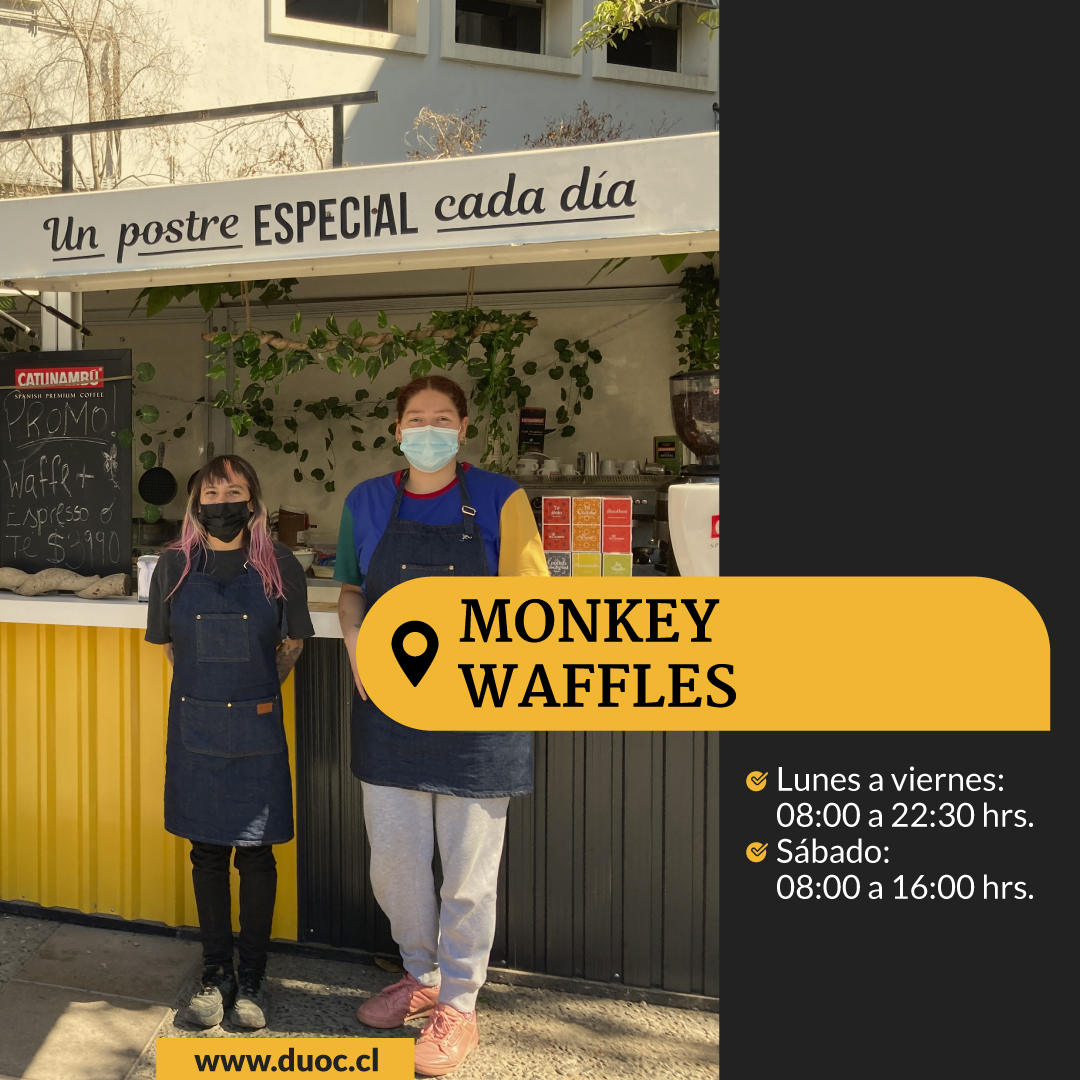 Un postre ESPECIAL cada día
CATUNAMBÚ
SPANISH PREMIUM COFFEE
PROMO!
Waffle +
Espresso ó
Te $3990
MONKEY
WAFFLES
Lunes a viernes:
08:00 a 22:30 hrs.
Sábado:
08:00 a 16:00 hrs.
www.duoc.cl